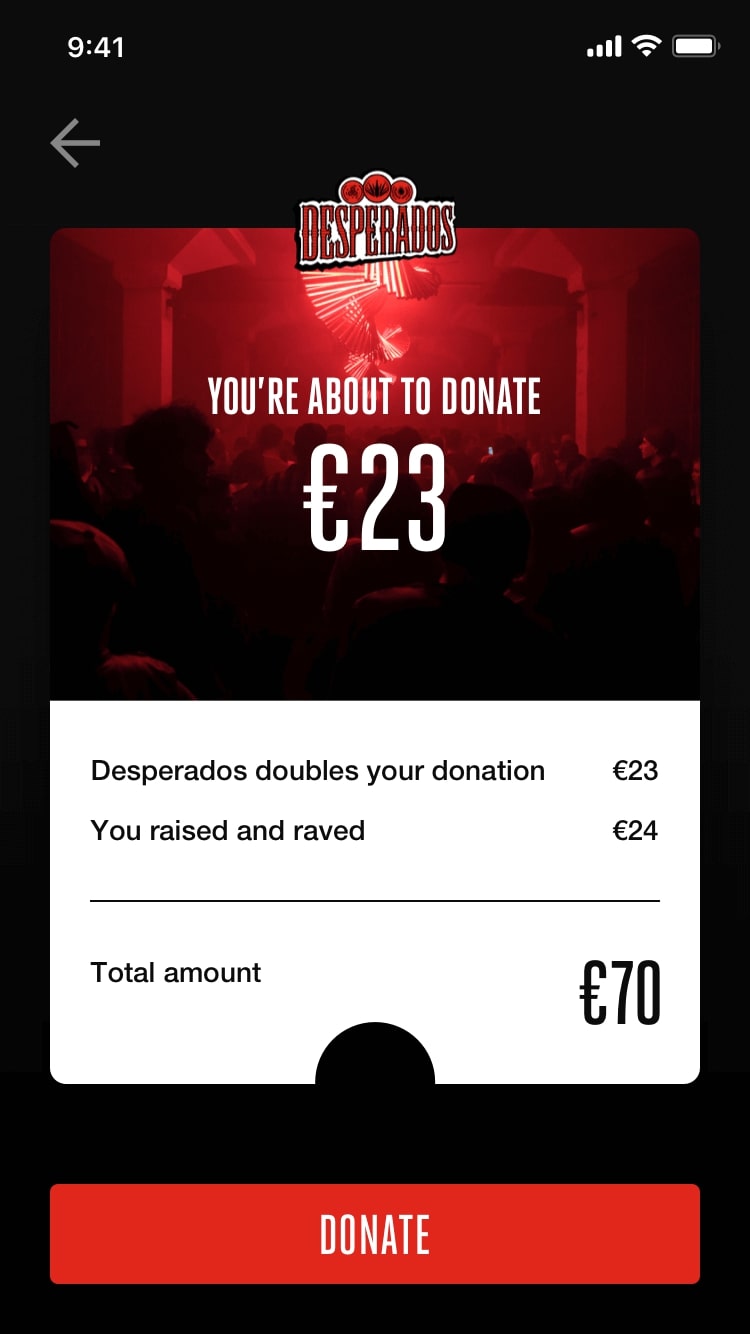 9:41
DESPERADOS
YOU'RE ABOUT TO DONATE
€23
Desperados doubles your donation €23
You raised and raved €24
Total amount €70
DONATE